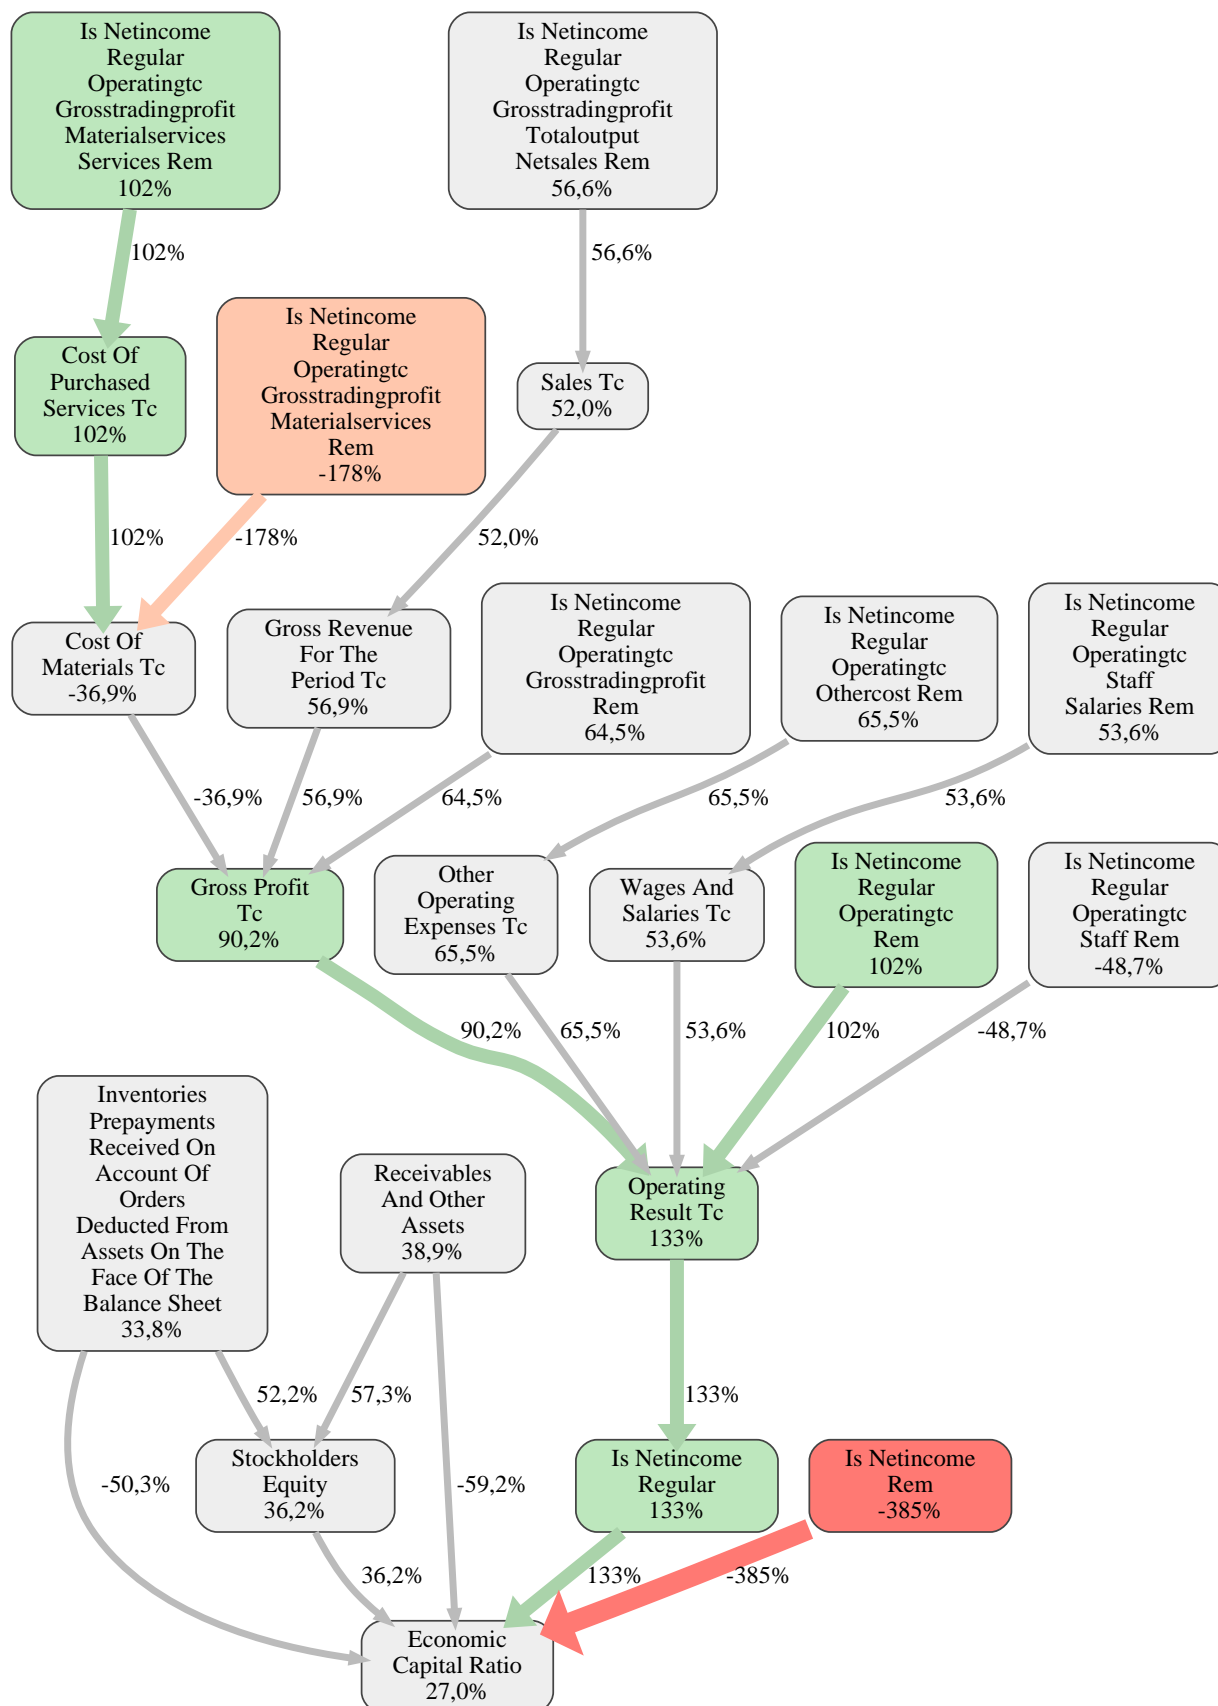 Is Netincome
Regular
Operatingtc
Grosstradingprofit
Materialservices
Services Rem
102%
Is Netincome
Regular
Operatingtc
Grosstradingprofit
Totaloutput
Netsales Rem
56,6%
102%
56,6%
Cost Of
Purchased
Services Tc
102%
Is Netincome
Regular
Operatingtc
Grosstradingprofit
Materialservices
Rem
-178%
Sales Tc
52,0%
102%
-178%
52,0%
Cost Of
Materials Tc
-36,9%
Gross Revenue
For The
Period Tc
56,9%
Is Netincome
Regular
Operatingtc
Grosstradingprofit
Rem
64,5%
Is Netincome
Regular
Operatingtc
Othercost Rem
65,5%
Is Netincome
Regular
Operatingtc
Staff
Salaries Rem
53,6%
-36,9%
56,9%
64,5%
65,5%
53,6%
Gross Profit
Tc
90,2%
Other
Operating
Expenses Tc
65,5%
Wages And
Salaries Tc
53,6%
Is Netincome
Regular
Operatingtc
Rem
102%
Is Netincome
Regular
Operatingtc
Staff Rem
-48,7%
90,2%
65,5%
53,6%
102%
-48,7%
Inventories
Prepayments
Received On
Account Of
Orders
Deducted From
Assets On The
Face Of The
Balance Sheet
33,8%
Receivables
And Other
Assets
38,9%
Operating
Result Tc
133%
52,2%
57,3%
133%
-50,3%
Stockholders
Equity
36,2%
-59,2%
Is Netincome
Regular
133%
Is Netincome
Rem
-385%
36,2%
133%
-385%
Economic
Capital Ratio
27,0%